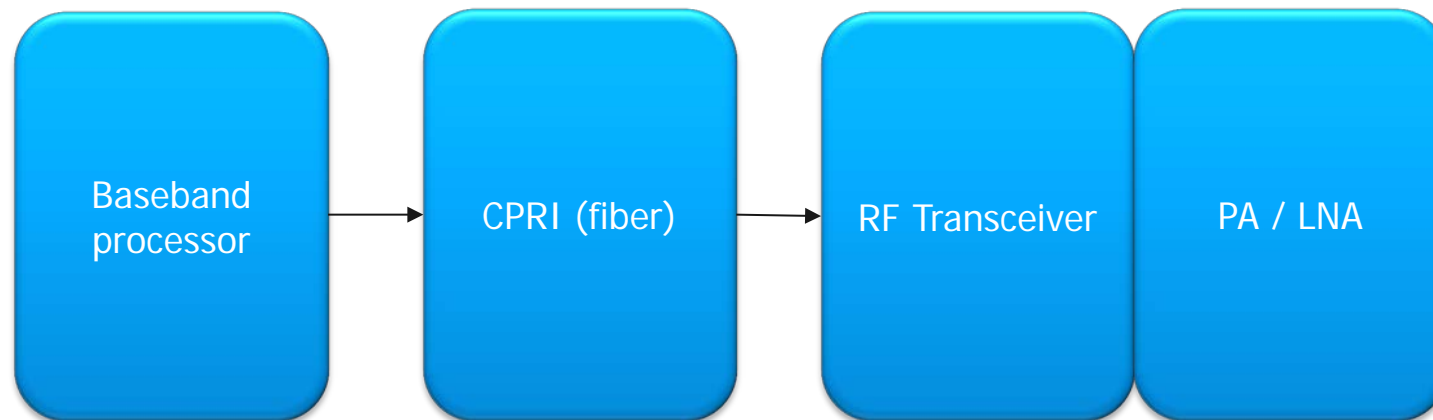 Baseband
processor
CPRI (fiber)
RF Transceiver
PA / LNA